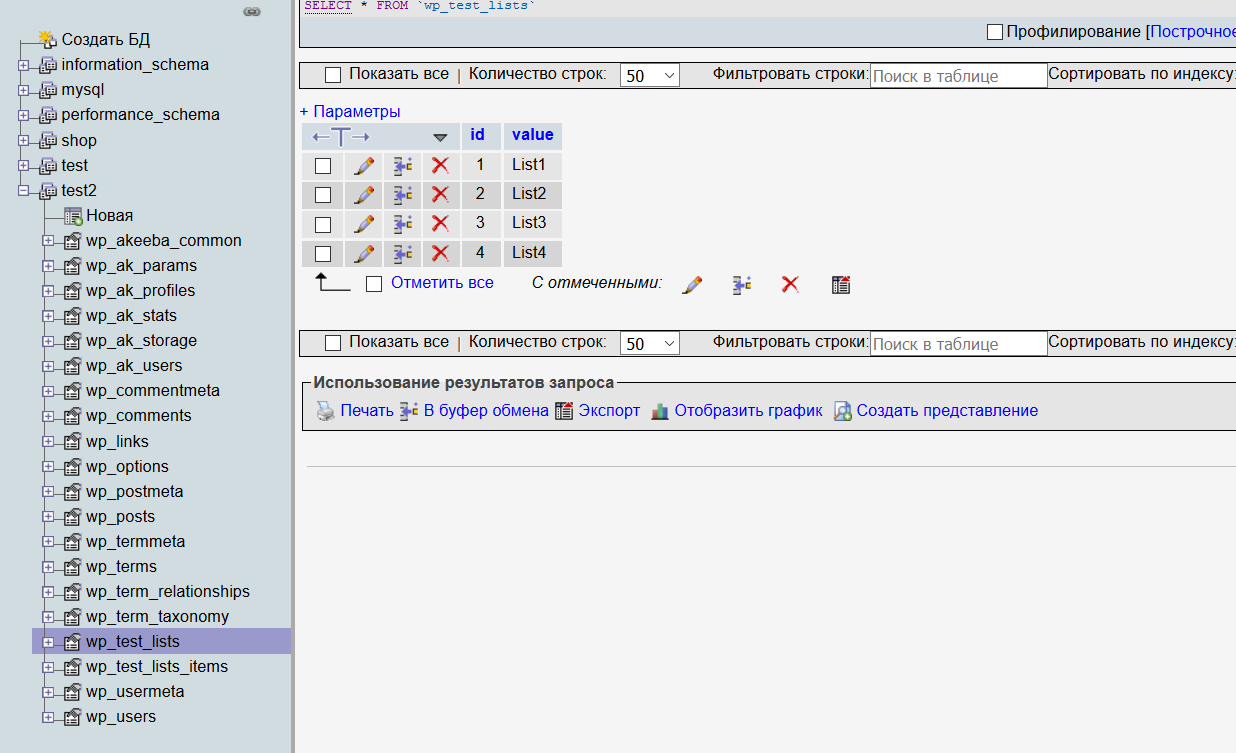 Создать БД
information_schema
mysql
performance_schema
shop
test
test2
Новая
wp_akeeba_common
wp_ak_params
wp_ak_profiles
wp_ak_stats
wp_ak_storage
wp_ak_users
wp_commentmeta
wp_comments
wp_links
wp_options
wp_postmeta
wp_posts
wp_termmeta
wp_terms
wp_term_relationships
wp_term_taxonomy
wp_test_lists
wp_test_lists_items
wp_usermeta
wp_users
SELECT * FROM `wp_test_lists`
Профилирование [Построчное
Показать все | Количество строк: 50 Фильтровать строки: Поиск в таблице Сортировать по индексу:
+ Параметры
id value
1 List1
2 List2
3 List3
4 List4
Отметить все С отмеченными:
Показать все | Количество строк: 50 Фильтровать строки: Поиск в таблице Сортировать по индексу:
Использование результатов запроса
Печать В буфер обмена Экспорт Отобразить график Создать представление